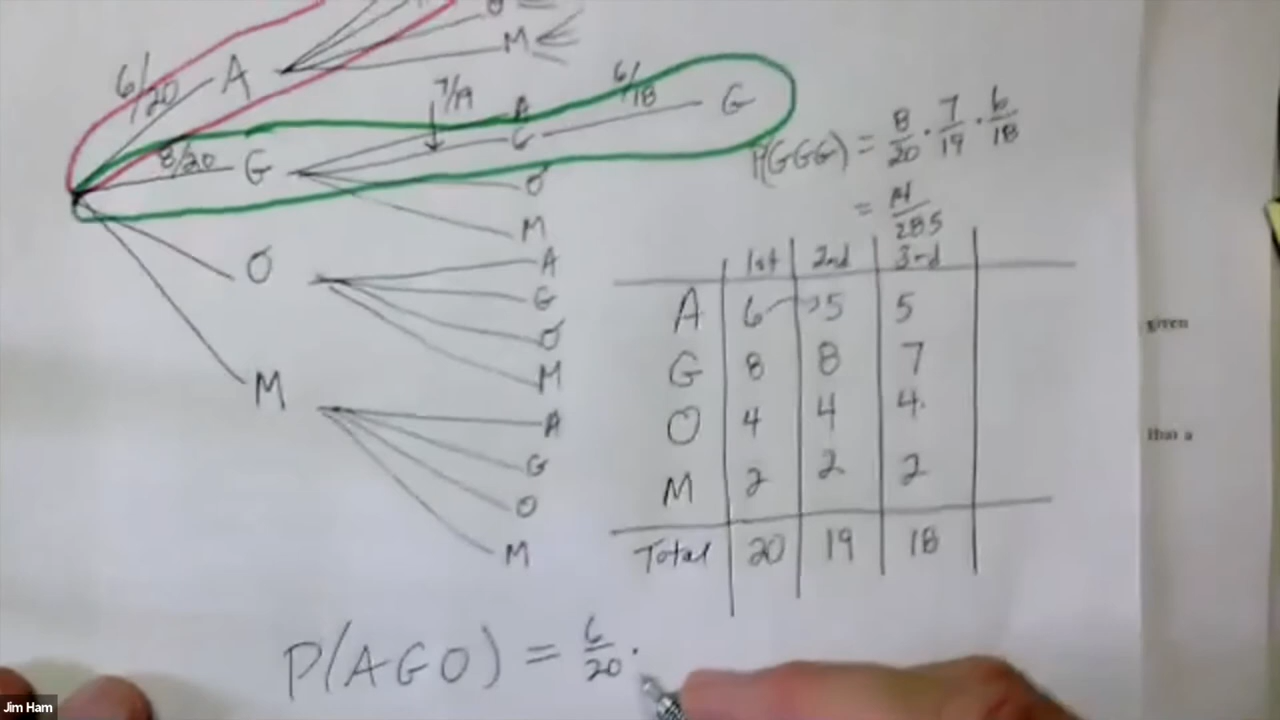 M
6/20 A
7/19
6/18
A
G
G
8/20 G
P(GGG) = 8/20 · 7/19 · 6/18
O
= 14/285
M
O
A
G
O
M
M
A
G
O
M
1st 2nd 3rd
A 6 5 5
G 8 8 7
O 4 4 4
M 2 2 2
Total 20 19 18
P(AGO) = 6/20 ·
given
that a
Jim Ham